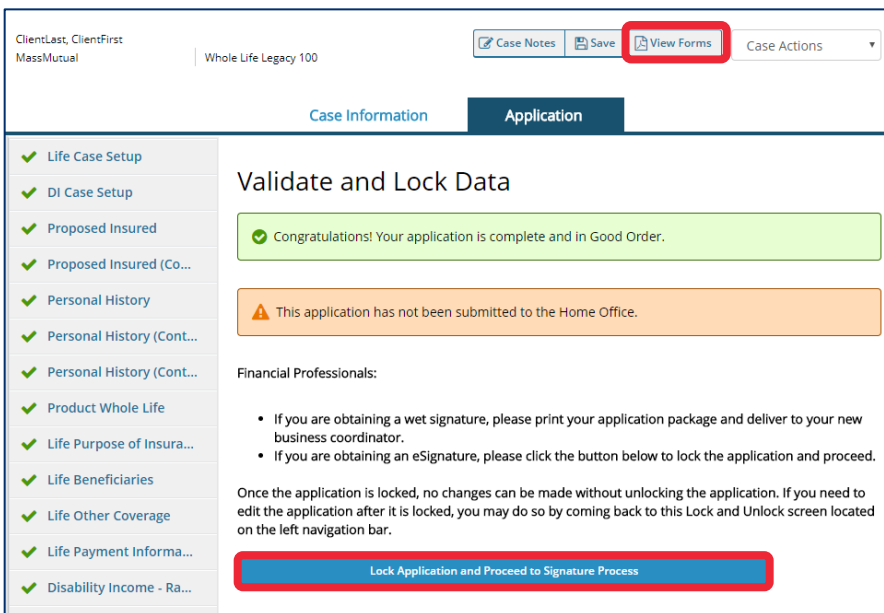 ClientLast, ClientFirst
MassMutual
Whole Life Legacy 100
Case Notes
Save
View Forms
Case Actions
Case Information
Application
Life Case Setup
DI Case Setup
Proposed Insured
Proposed Insured (Co...
Personal History
Personal History (Cont...
Personal History (Cont...
Product Whole Life
Life Purpose of Insura...
Life Beneficiaries
Life Other Coverage
Life Payment Informa...
Disability Income - Ra...
Validate and Lock Data
Congratulations! Your application is complete and in Good Order.
This application has not been submitted to the Home Office.
Financial Professionals:
• If you are obtaining a wet signature, please print your application package and deliver to your new
business coordinator.
• If you are obtaining an eSignature, please click the button below to lock the application and proceed.
Once the application is locked, no changes can be made without unlocking the application. If you need to
edit the application after it is locked, you may do so by coming back to this Lock and Unlock screen located
on the left navigation bar.
Lock Application and Proceed to Signature Process